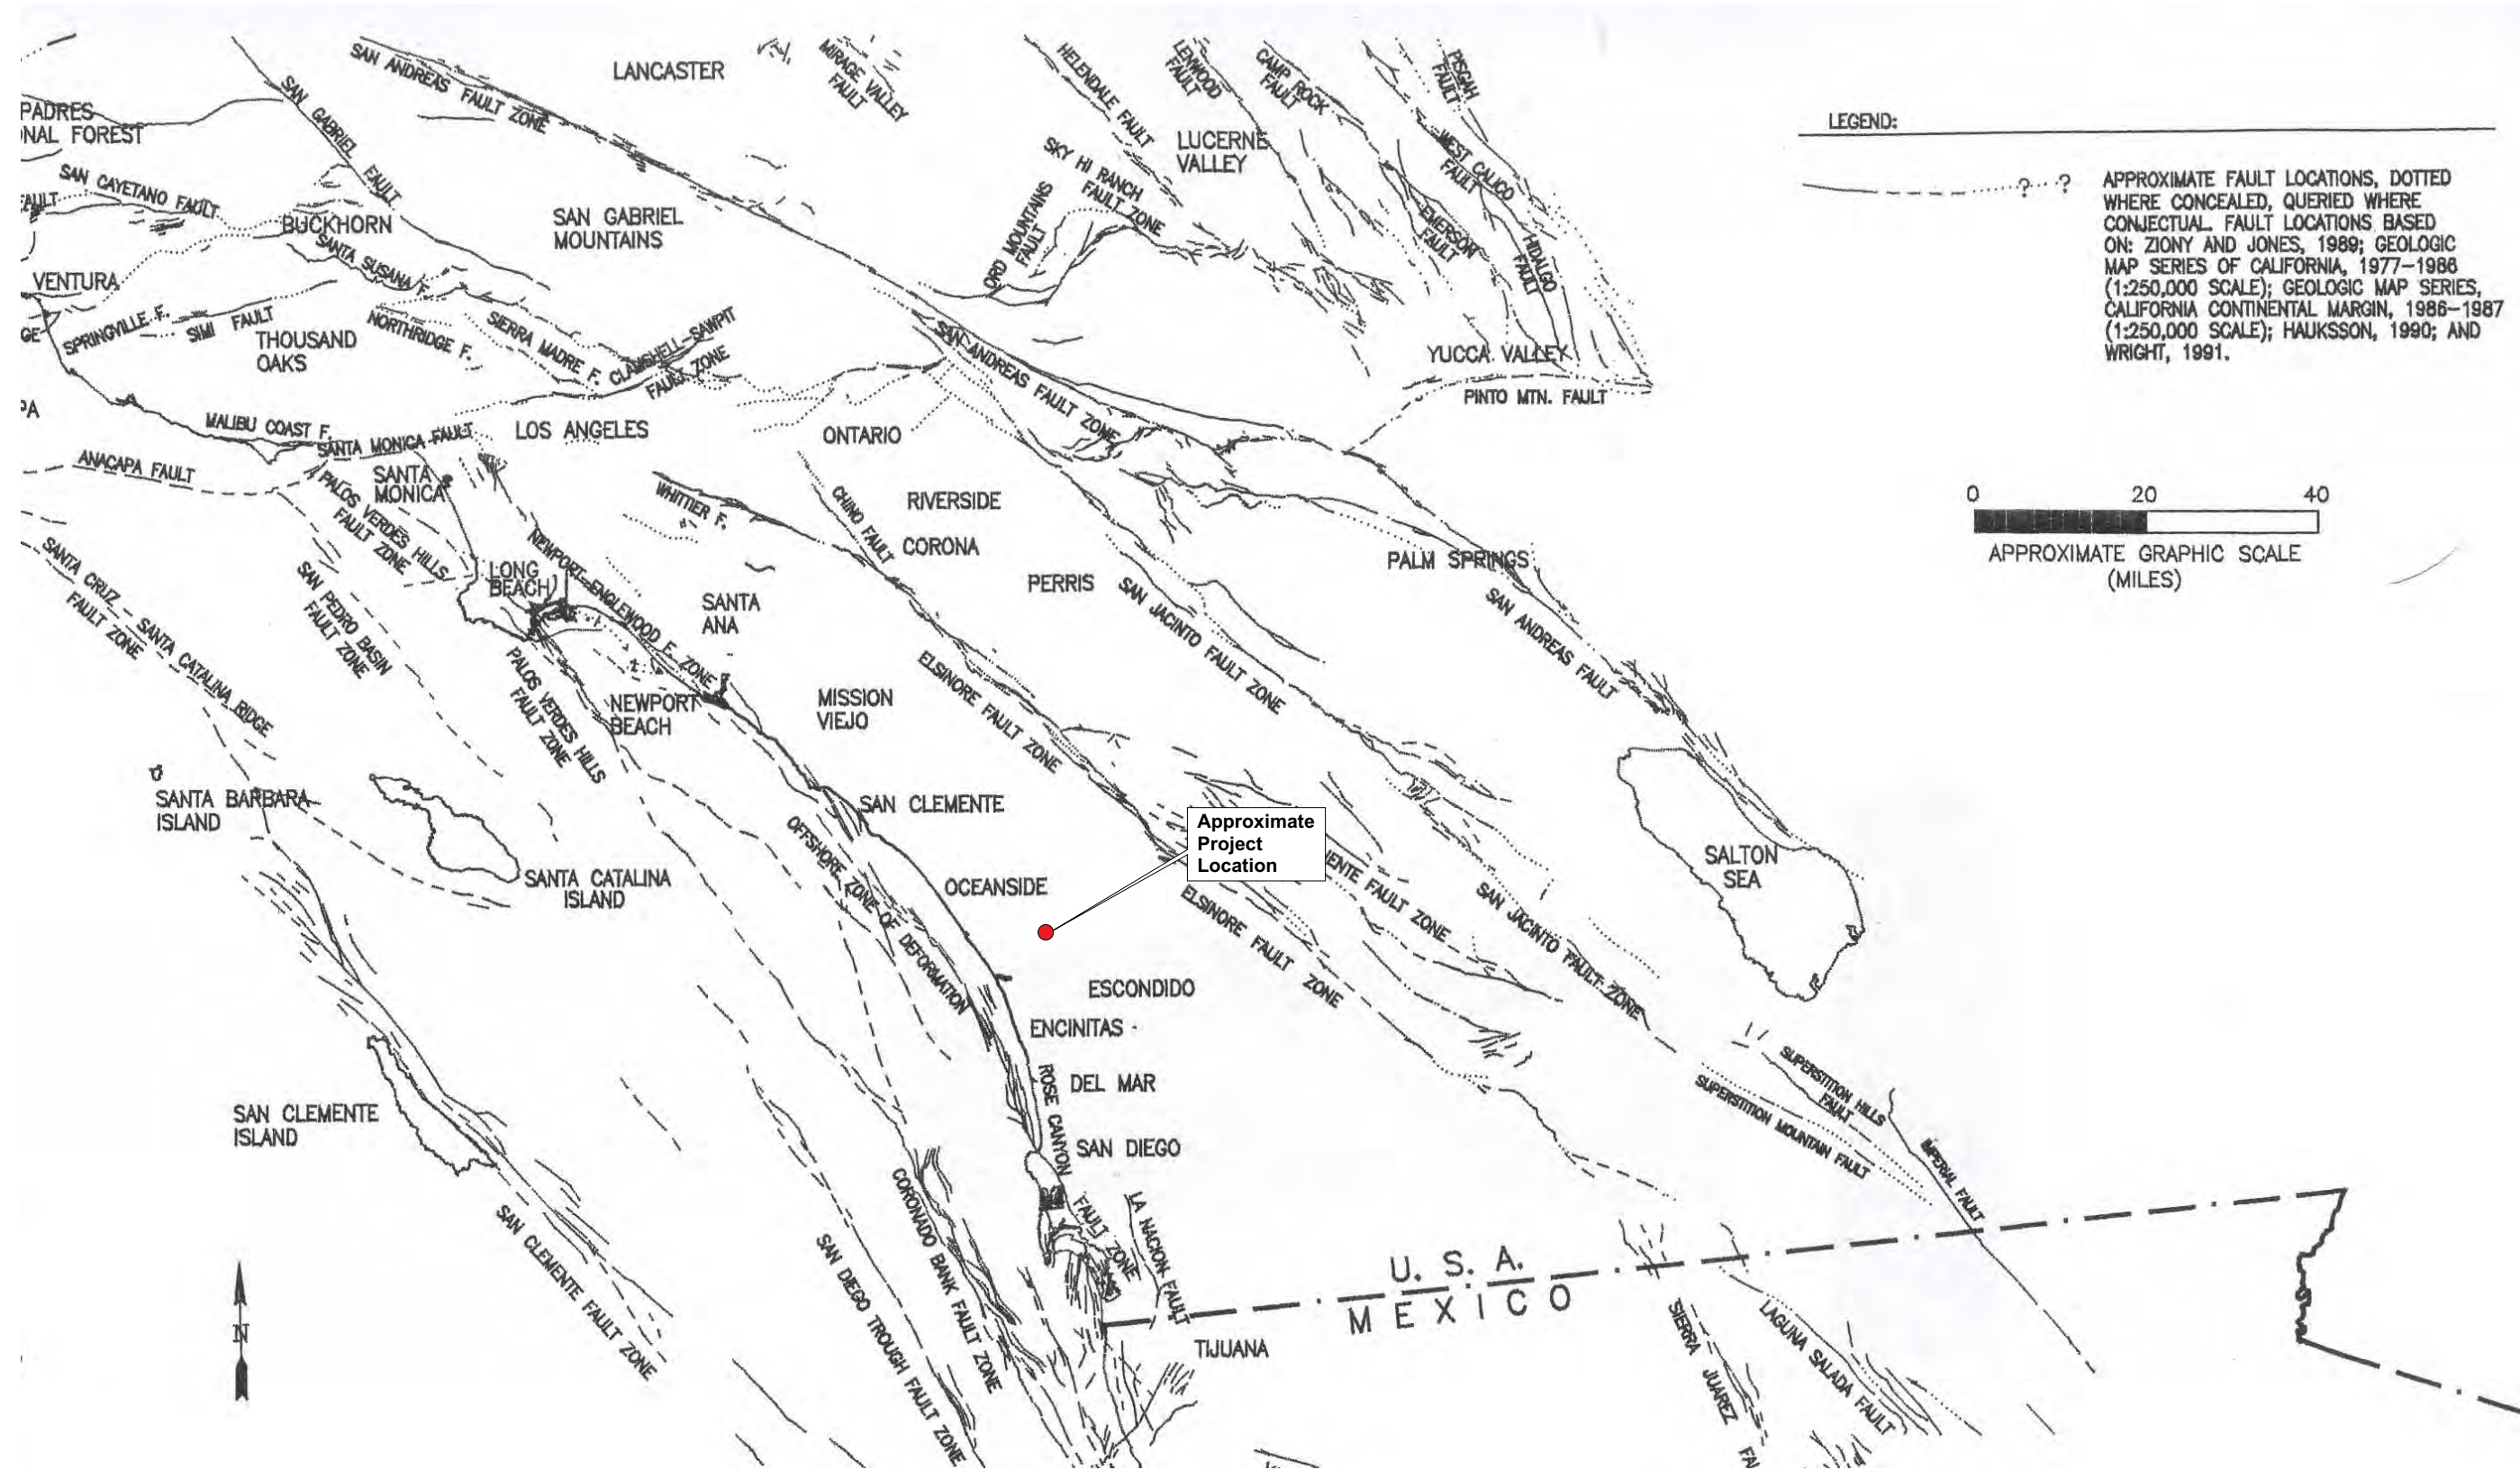 SAN ANDREAS FAULT ZONE
LANCASTER
MIRAGE VALLEY
FAULT
HELENDALE FAULT
LENWOOD
FAULT
CAMP ROCK
FAULT
PISGAH
FAULT
SAN GABRIEL FAULT
PADRES
NAL FOREST
LUCERNE
VALLEY
WEST CALICO
FAULT
SKY HI RANCH
FAULT ZONE
LEGEND:
? ?
APPROXIMATE FAULT LOCATIONS, DOTTED
WHERE CONCEALED, QUERIED WHERE
CONJECTUAL. FAULT LOCATIONS BASED
ON: ZIONY AND JONES, 1989; GEOLOGIC
MAP SERIES OF CALIFORNIA, 1977-1986
(1:250,000 SCALE); GEOLOGIC MAP SERIES,
CALIFORNIA CONTINENTAL MARGIN, 1986-1987
(1:250,000 SCALE); HAUKSSON, 1990; AND
WRIGHT, 1991.
SAN CAYETANO FAULT
FAULT
BUCKHORN
SAN GABRIEL
MOUNTAINS
ORD MOUNTAINS
FAULT
EMERSON
FAULT
HIDALGO
FAULT
SANTA SUSANA F.
VENTURA
SPRINGVILLE F.
SIMI FAULT
THOUSAND
OAKS
NORTHRIDGE F.
SIERRA MADRE F.
CLAMSHELL-SAWPIT
FAULT ZONE
SAN ANDREAS FAULT ZONE
YUCCA VALLEY
PINTO MTN. FAULT
GE
PA
MALIBU COAST F.
SANTA MONICA FAULT
LOS ANGELES
ONTARIO
ANACAPA FAULT
SANTA
MONICA
PALOS VERDES HILLS
FAULT ZONE
WHITTIER F.
CHINO FAULT
RIVERSIDE
CORONA
0 20 40
APPROXIMATE GRAPHIC SCALE
(MILES)
PALM SPRINGS
PERRIS
SANTA CRUZ - SANTA CATALINA RIDGE
FAULT ZONE
SAN PEDRO BASIN
FAULT ZONE
LONG
BEACH
NEWPORT-ENGLEWOOD F. ZONE
SANTA
ANA
SAN JACINTO FAULT ZONE
SAN ANDREAS FAULT
PALOS VERDES HILLS
FAULT ZONE
NEWPORT
BEACH
MISSION
VIEJO
ELSINORE FAULT ZONE
SANTA BARBARA
ISLAND
SAN CLEMENTE
Approximate
Project
Location
OFFSHORE ZONE OF DEFORMATION
SANTA CATALINA
ISLAND
OCEANSIDE
ENTE FAULT ZONE
ELSINORE FAULT ZONE
SAN JACINTO FAULT ZONE
SALTON
SEA
ESCONDIDO
ENCINITAS
DEL MAR
SAN CLEMENTE
ISLAND
ROSE CANYON FAULT ZONE
SAN DIEGO
SUPERSTITION HILLS
FAULT
SUPERSTITION MOUNTAIN FAULT
IMPERIAL FAULT
CORONADO BANK FAULT ZONE
LA NACION FAULT
SAN CLEMENTE FAULT ZONE
SAN DIEGO TROUGH FAULT ZONE
N
U. S. A.
MEXICO
TIJUANA
SIERRA JUAREZ FA
LAGUNA SALADA FAULT